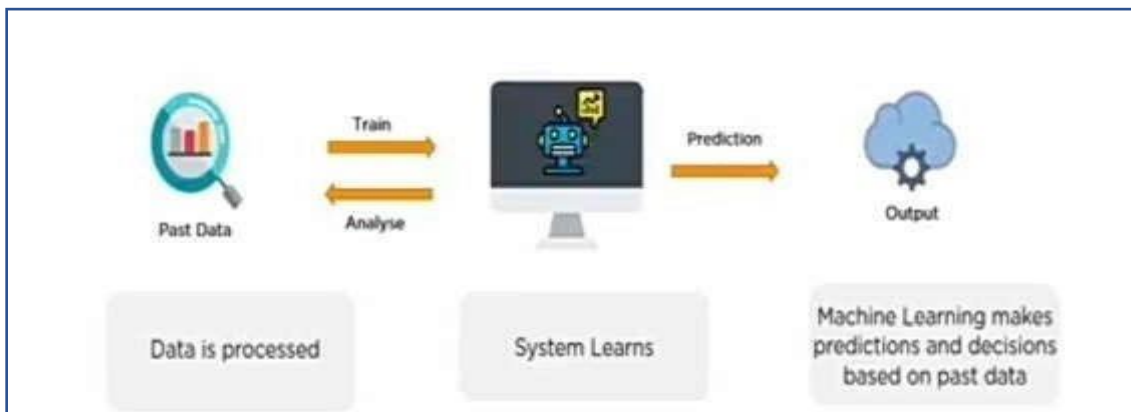 Train
Prediction
Past Data
Analyse
Output
Data is processed
System Learns
Machine Learning makes
predictions and decisions
based on past data